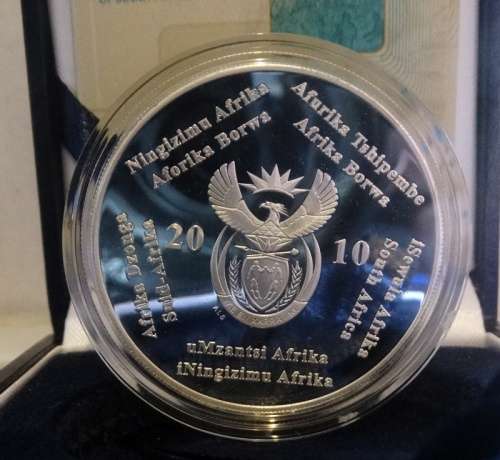 Ningizimu Afrika
Aforika Borwa
Afurika Tshipembe
Afrika Borwa
Afrika Dzonga
Suid-Afrika
20
10
iSewula Afrika
South Africa
uMzantsi Afrika
iNingizimu Afrika